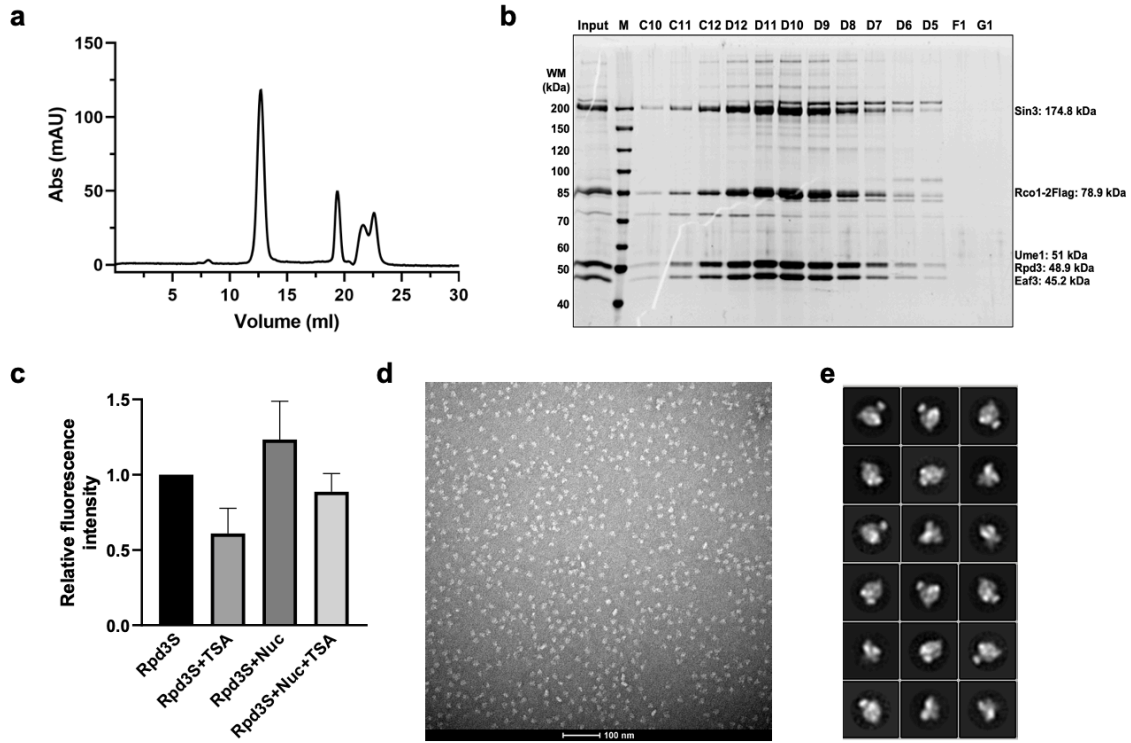 a
150
100
50
0
Abs (mAU)
5 10 15 20 25 30
Volume (ml)
b
Input M C10 C11 C12 D12 D11 D10 D9 D8 D7 D6 D5 F1 G1
WM
(kDa)
200
150
120
100
85
70
60
50
40
Sin3: 174.8 kDa
Rco1-2Flag: 78.9 kDa
Ume1: 51 kDa
Rpd3: 48.9 kDa
Eaf3: 45.2 kDa
c
1.5
1.0
0.5
0.0
Relative fluorescence
intensity
Rpd3S
Rpd3S+TSA
Rpd3S+Nuc
Rpd3S+Nuc+TSA
d
100 nm
e